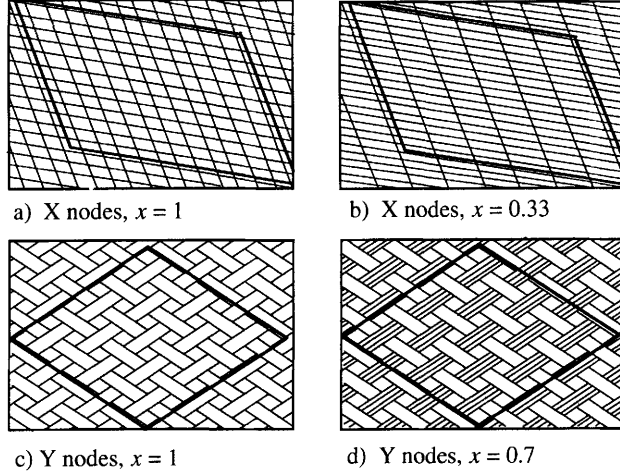 a) X nodes, x = 1
b) X nodes, x = 0.33
c) Y nodes, x = 1
d) Y nodes, x = 0.7